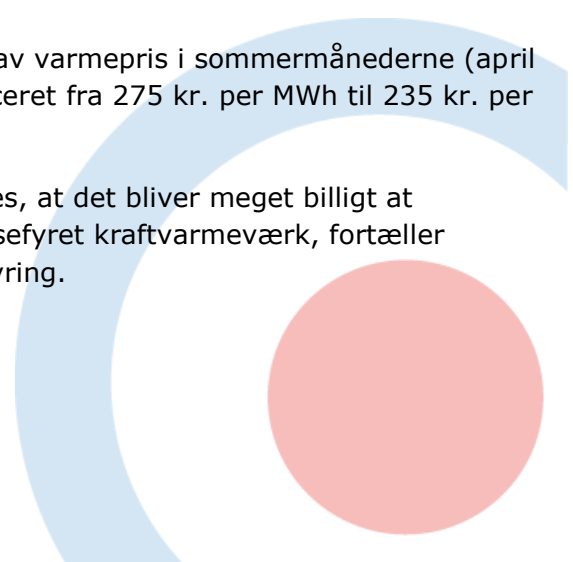 av varmepris i sommermånederne (april
ceret fra 275 kr. per MWh til 235 kr. per
es, at det bliver meget billigt at
sefyret kraftvarmeværk, fortæller
yring.